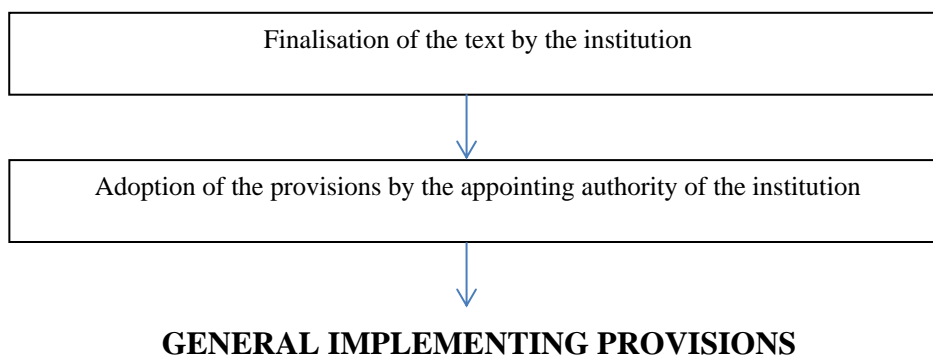 Finalisation of the text by the institution
Adoption of the provisions by the appointing authority of the institution
GENERAL IMPLEMENTING PROVISIONS